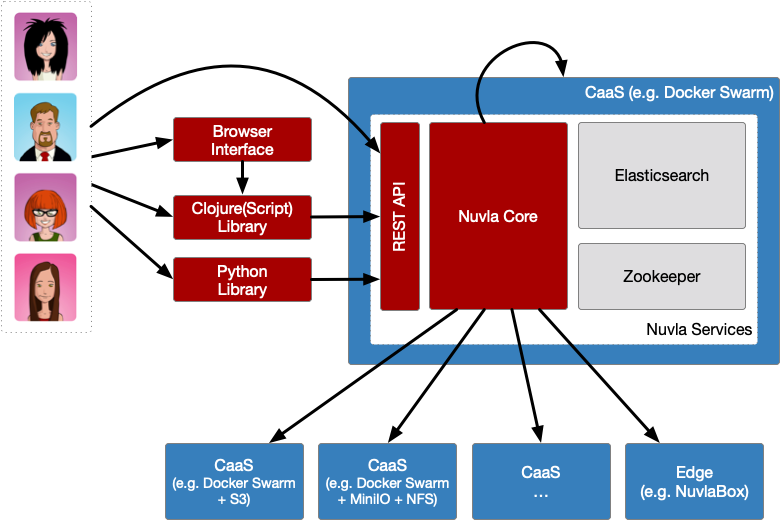 CaaS (e.g. Docker Swarm)
Browser
Interface
Clojure(Script)
Library
Python
Library
REST API
Nuvla Core
Elasticsearch
Zookeeper
Nuvla Services
CaaS
(e.g. Docker Swarm
+ S3)
CaaS
(e.g. Docker Swarm
+ MiniIO + NFS)
CaaS
...
Edge
(e.g. NuvlaBox)